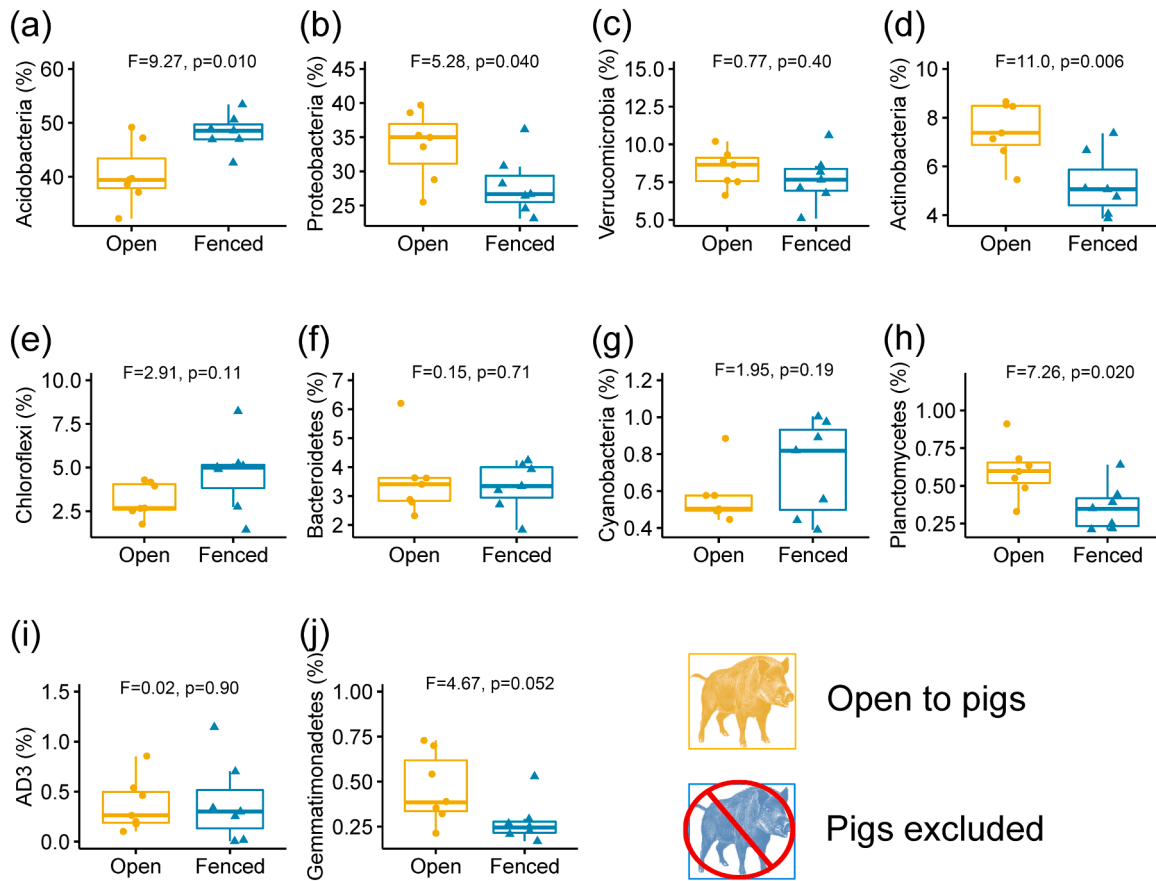 (a)
F=9.27, p=0.010
Acidobacteria (%)
60
50
40
Open
Fenced
(b)
F=5.28, p=0.040
Proteobacteria (%)
45
40
35
30
25
Open
Fenced
(c)
F=0.77, p=0.40
Verrucomicrobia (%)
15.0
12.5
10.0
7.5
5.0
Open
Fenced
(d)
F=11.0, p=0.006
Actinobacteria (%)
10
8
6
4
Open
Fenced
(e)
F=2.91, p=0.11
Chloroflexi (%)
10.0
7.5
5.0
2.5
Open
Fenced
(f)
F=0.15, p=0.71
Bacteroidetes (%)
7
6
5
4
3
2
Open
Fenced
(g)
F=1.95, p=0.19
Cyanobacteria (%)
1.2
1.0
0.8
0.6
0.4
Open
Fenced
(h)
F=7.26, p=0.020
Planctomycetes (%)
1.00
0.75
0.50
0.25
Open
Fenced
(i)
F=0.02, p=0.90
AD3 (%)
1.5
1.0
0.5
0.0
Open
Fenced
(j)
F=4.67, p=0.052
Gemmatimonadetes (%)
1.00
0.75
0.50
0.25
Open
Fenced
Open to pigs
Pigs excluded